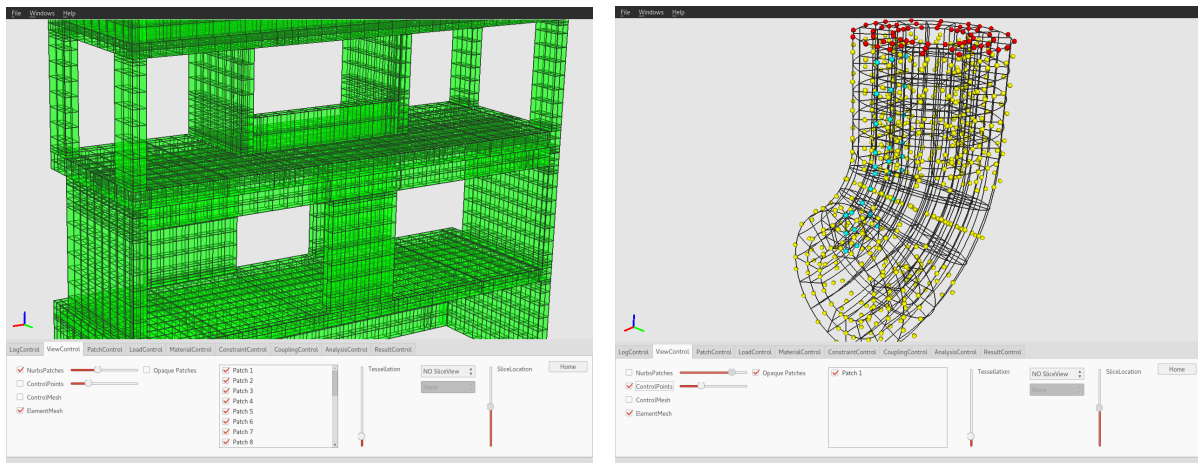 File Windows Help
LogControl ViewControl PatchControl LoadControl MaterialControl ConstraintControl CouplingControl AnalysisControl ResultControl
NurbsPatches Opaque Patches
ControlPoints
ControlMesh
ElementMesh
Patch 1
Patch 2
Patch 3
Patch 4
Patch 5
Patch 6
Patch 7
Patch 8
Tessellation
NO SliceView
None
SliceLocation
Home
File Windows Help
LogControl ViewControl PatchControl LoadControl MaterialControl ConstraintControl CouplingControl AnalysisControl ResultControl
NurbsPatches Opaque Patches
ControlPoints
ControlMesh
ElementMesh
Patch 1
Tessellation
NO SliceView
None
SliceLocation
Home